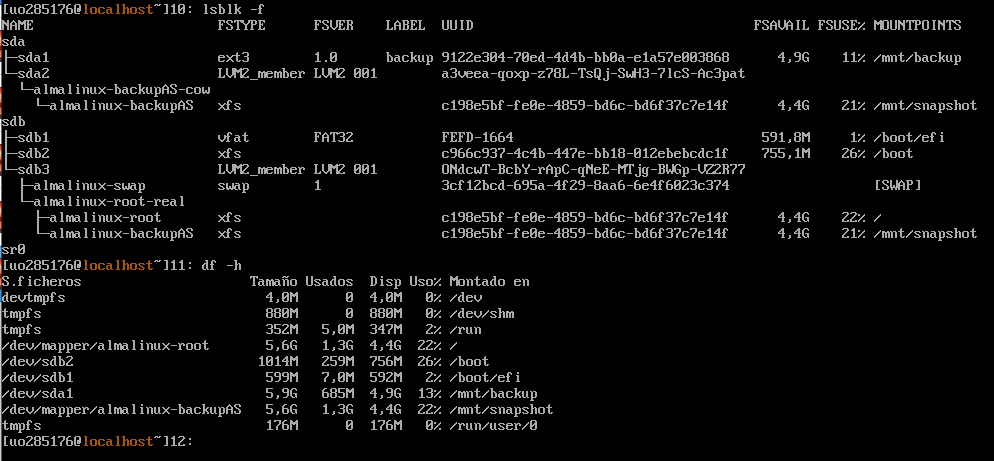 [uo285176@localhost~]10: lsblk -f
NAME FSTYPE FSVER LABEL UUID FSAVAIL FSUSE% MOUNTPOINTS
sda
├─sda1 ext3 1.0 backup 9122e304-70ed-4d4b-bb0a-e1a57e003868 4,9G 11% /mnt/backup
└─sda2 LVM2_member LVM2 001 a3veea-qoxp-z78L-TsQj-SwH3-7lcS-Ac3pat
  └─almalinux-backupAS-cow
    └─almalinux-backupAS xfs c198e5bf-fe0e-4859-bd6c-bd6f37c7e14f 4,4G 21% /mnt/snapshot
sdb
├─sdb1 vfat FAT32 FEFD-1664 591,8M 1% /boot/efi
├─sdb2 xfs c966c937-4c4b-447e-bb18-012ebebcdc1f 755,1M 26% /boot
└─sdb3 LVM2_member LVM2 001 ONdcwT-BcbY-rApC-qNeE-MTjg-BWGp-VZ2R77
  ├─almalinux-swap swap 1 3cf12bcd-695a-4f29-8aa6-6e4f6023c374 [SWAP]
  └─almalinux-root-real
    ├─almalinux-root xfs c198e5bf-fe0e-4859-bd6c-bd6f37c7e14f 4,4G 22% /
    └─almalinux-backupAS xfs c198e5bf-fe0e-4859-bd6c-bd6f37c7e14f 4,4G 21% /mnt/snapshot
sr0
[uo285176@localhost~]11: df -h
S.ficheros Tamaño Usados Disp Uso% Montado en
devtmpfs 4,0M 0 4,0M 0% /dev
tmpfs 880M 0 880M 0% /dev/shm
tmpfs 352M 5,0M 347M 2% /run
/dev/mapper/almalinux-root 5,6G 1,3G 4,4G 22% /
/dev/sdb2 1014M 259M 756M 26% /boot
/dev/sdb1 599M 7,0M 592M 2% /boot/efi
/dev/sda1 5,9G 685M 4,9G 13% /mnt/backup
/dev/mapper/almalinux-backupAS 5,6G 1,3G 4,4G 22% /mnt/snapshot
tmpfs 176M 0 176M 0% /run/user/0
[uo285176@localhost~]12: